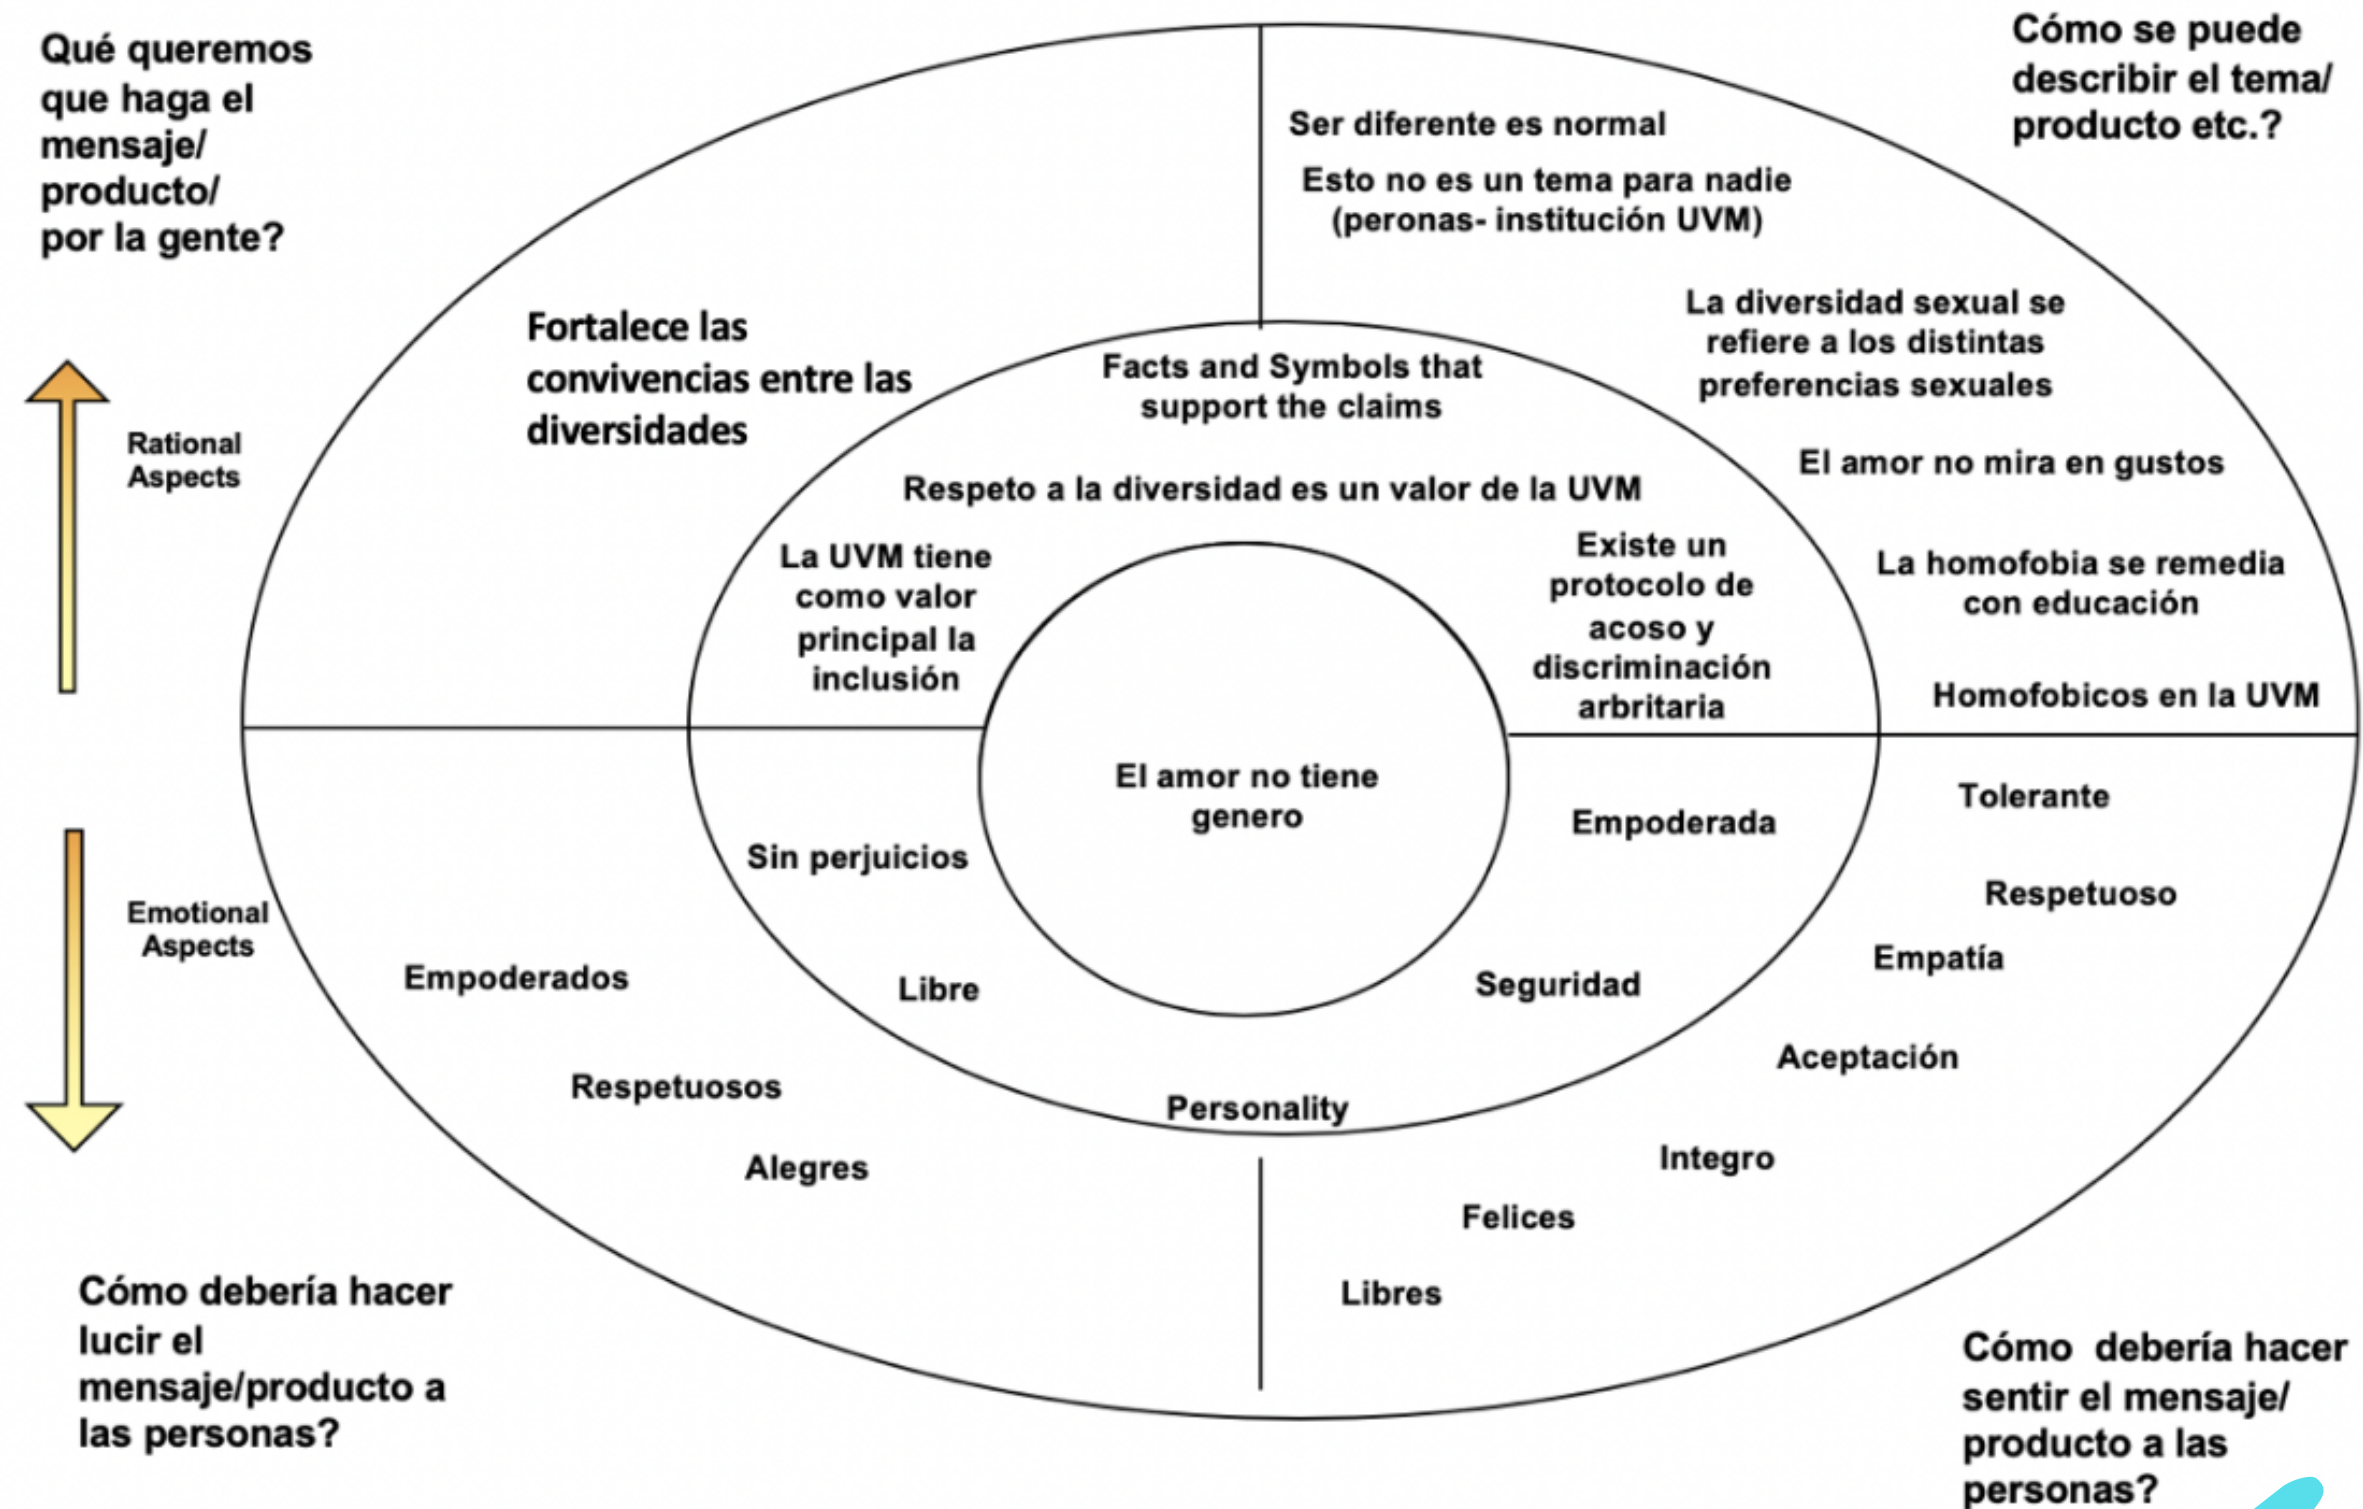 Qué queremos
que haga el
mensaje/
producto/
por la gente?
Cómo se puede
describir el tema/
producto etc.?
Ser diferente es normal
Esto no es un tema para nadie
(peronas- institución UVM)
La diversidad sexual se
refiere a los distintas
preferencias sexuales
El amor no mira en gustos
La homofobia se remedia
con educación
Homofobicos en la UVM
Fortalece las
convivencias entre las
diversidades
Rational
Aspects
Facts and Symbols that
support the claims
Respeto a la diversidad es un valor de la UVM
La UVM tiene
como valor
principal la
inclusión
Existe un
protocolo de
acoso y
discriminación
arbritaria
El amor no tiene
genero
Sin perjuicios
Libre
Empoderada
Seguridad
Personality
Emotional
Aspects
Empoderados
Respetuosos
Alegres
Tolerante
Respetuoso
Empatía
Aceptación
Integro
Felices
Libres
Cómo debería hacer
lucir el
mensaje/producto a
las personas?
Cómo debería hacer
sentir el mensaje/
producto a las
personas?